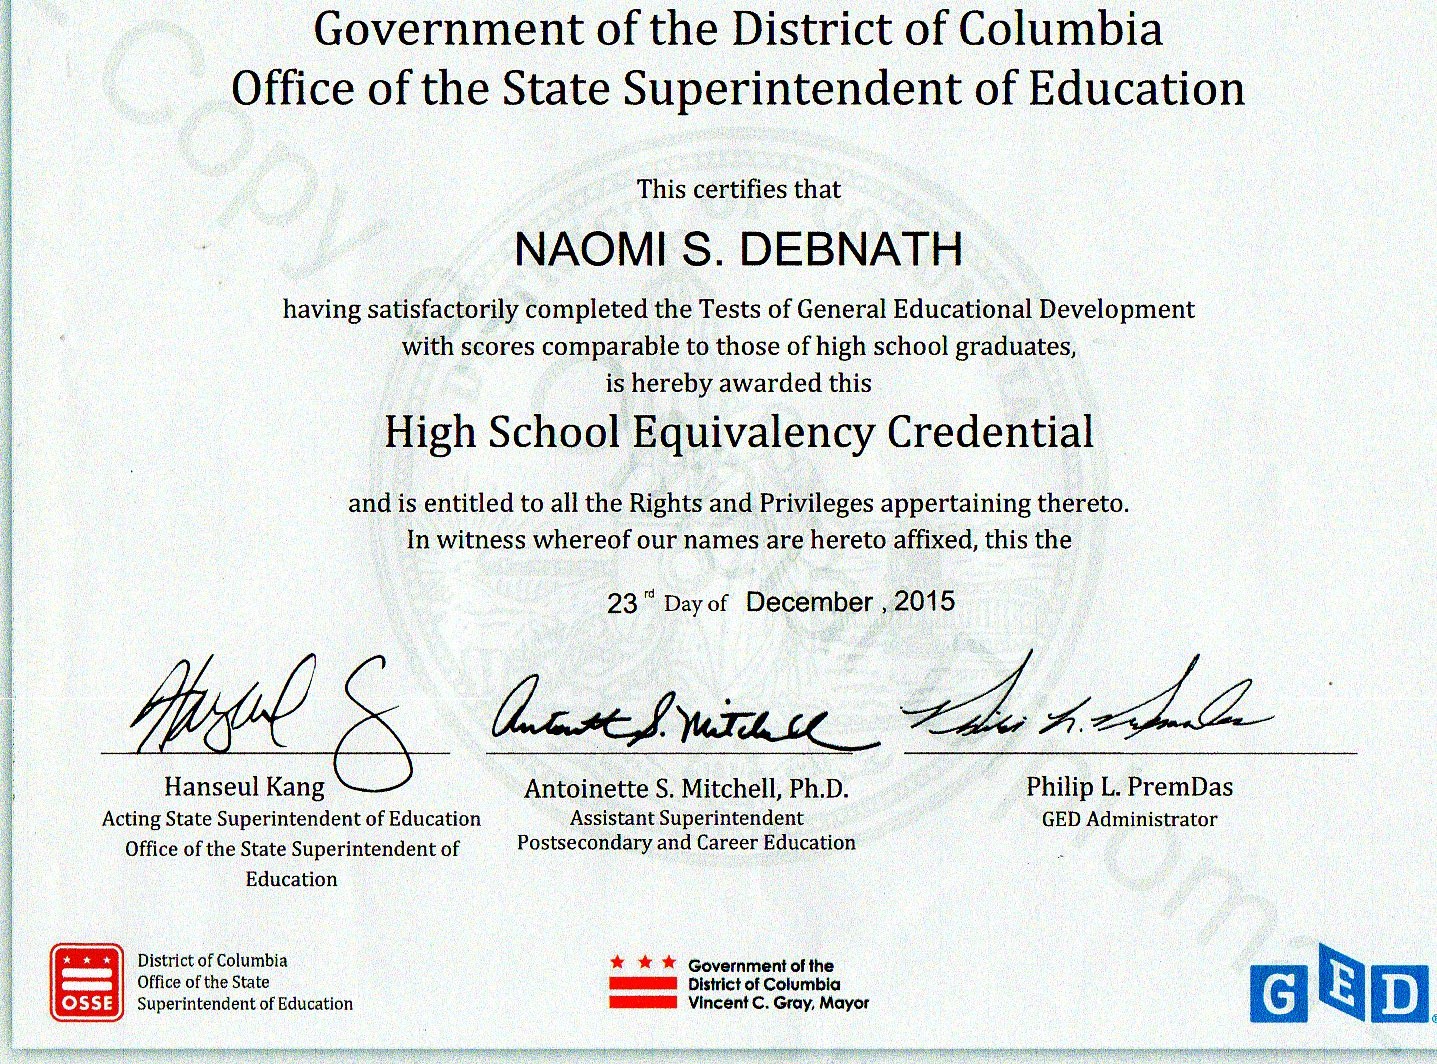 Copy
Government of the District of Columbia
Office of the State Superintendent of Education
This certifies that
NAOMI S. DEBNATH
having satisfactorily completed the Tests of General Educational Development
with scores comparable to those of high school graduates,
is hereby awarded this
High School Equivalency Credential
and is entitled to all the Rights and Privileges appertaining thereto.
In witness whereof our names are hereto affixed, this the
23rd Day of December , 2015
Antoinette S. Mitchell
Hanseul Kang
Acting State Superintendent of Education
Office of the State Superintendent of
Education
Antoinette S. Mitchell, Ph.D.
Assistant Superintendent
Postsecondary and Career Education
Philip L. PremDas
GED Administrator
OSSE
District of Columbia
Office of the State
Superintendent of Education
Government of the
District of Columbia
Vincent C. Gray, Mayor
GED®